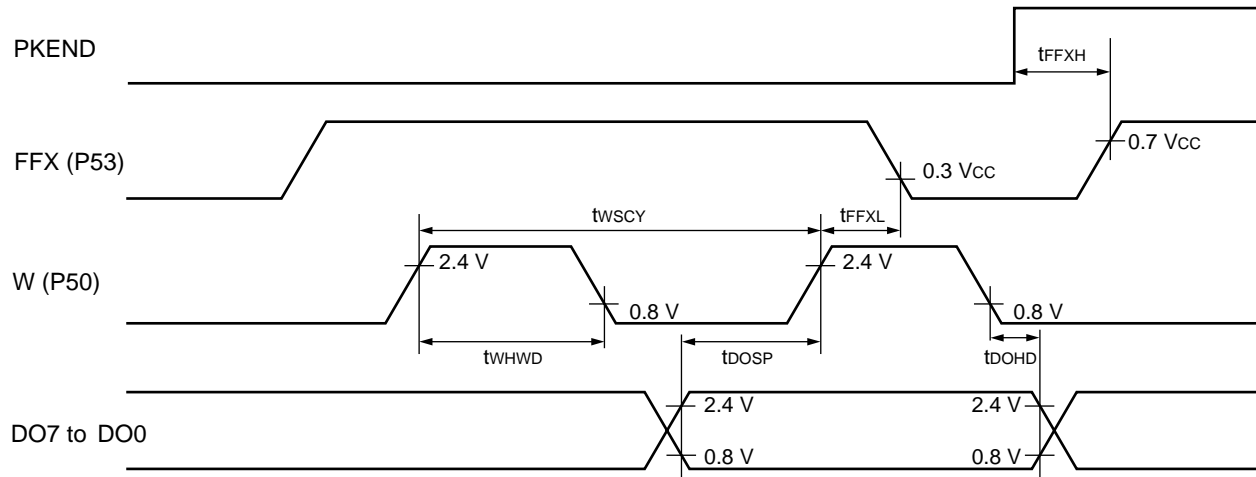 PKEND
tFFXH
FFX (P53)
0.7 VCC
0.3 VCC
tWSCY
tFFXL
W (P50)
2.4 V
2.4 V
0.8 V
0.8 V
tWHWD
tDOSP
tDOHD
DO7 to DO0
2.4 V
2.4 V
0.8 V
0.8 V